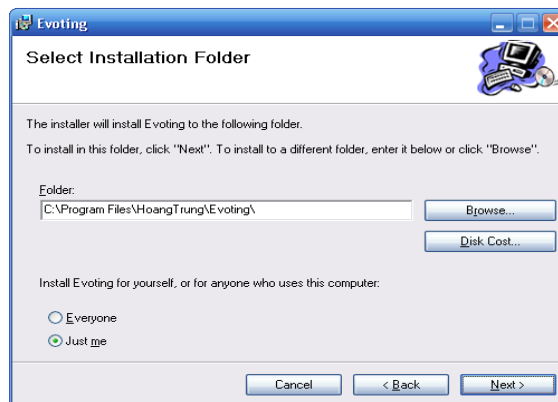 Evoting
Select Installation Folder
The installer will install Evoting to the following folder.
To install in this folder, click "Next". To install to a different folder, enter it below or click "Browse".
Folder:
C:\Program Files\HoangTrung\Evoting\
Browse...
Disk Cost...
Install Evoting for yourself, or for anyone who uses this computer:
Everyone
Just me
Cancel
< Back
Next >